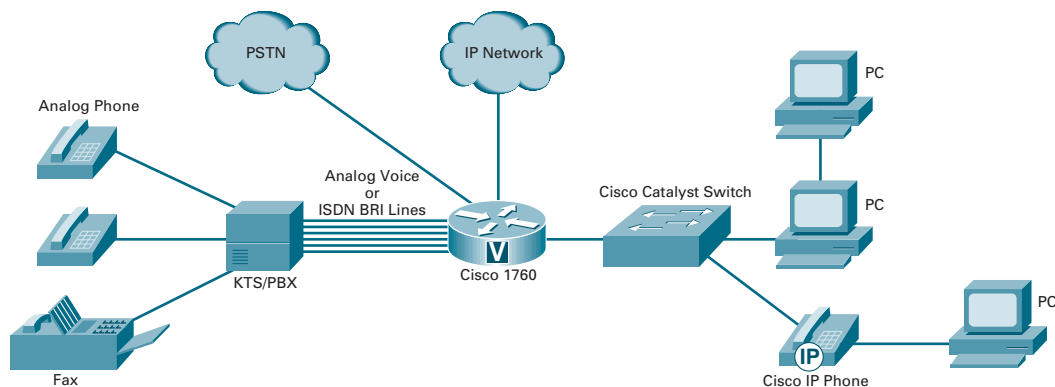 PSTN
IP Network
PC
Analog Phone
Analog Voice
or
ISDN BRI Lines
Cisco Catalyst Switch
PC
V
KTS/PBX
Cisco 1760
PC
IP
Fax
Cisco IP Phone